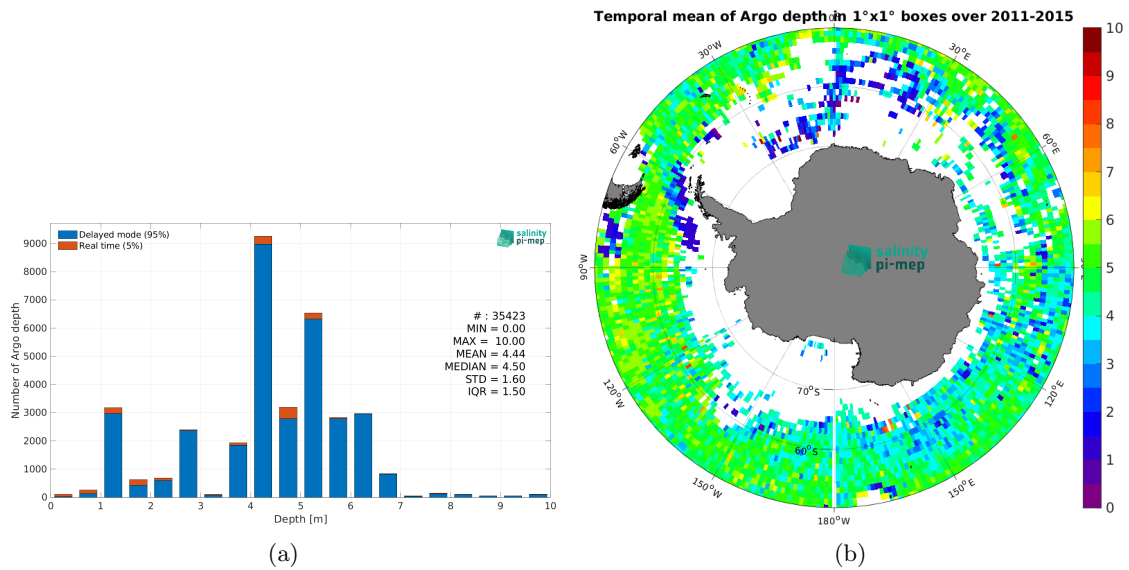 Delayed mode (95%)
Real time (5%)
salinity
pi-mep
Number of Argo depth
9000
8000
7000
6000
5000
4000
3000
2000
1000
0
# : 35423
MIN = 0.00
MAX = 10.00
MEAN = 4.44
MEDIAN = 4.50
STD = 1.60
IQR = 1.50
0 1 2 3 4 5 6 7 8 9 10
Depth [m]
(a)
Temporal mean of Argo depth in 1°x1° boxes over 2011-2015
30°W
30°E
60°W
60°E
90°W
salinity
pi-mep
120°W
120°E
70°S
60°S
150°W
150°E
180°W
10
9
8
7
6
5
4
3
2
1
0
(b)